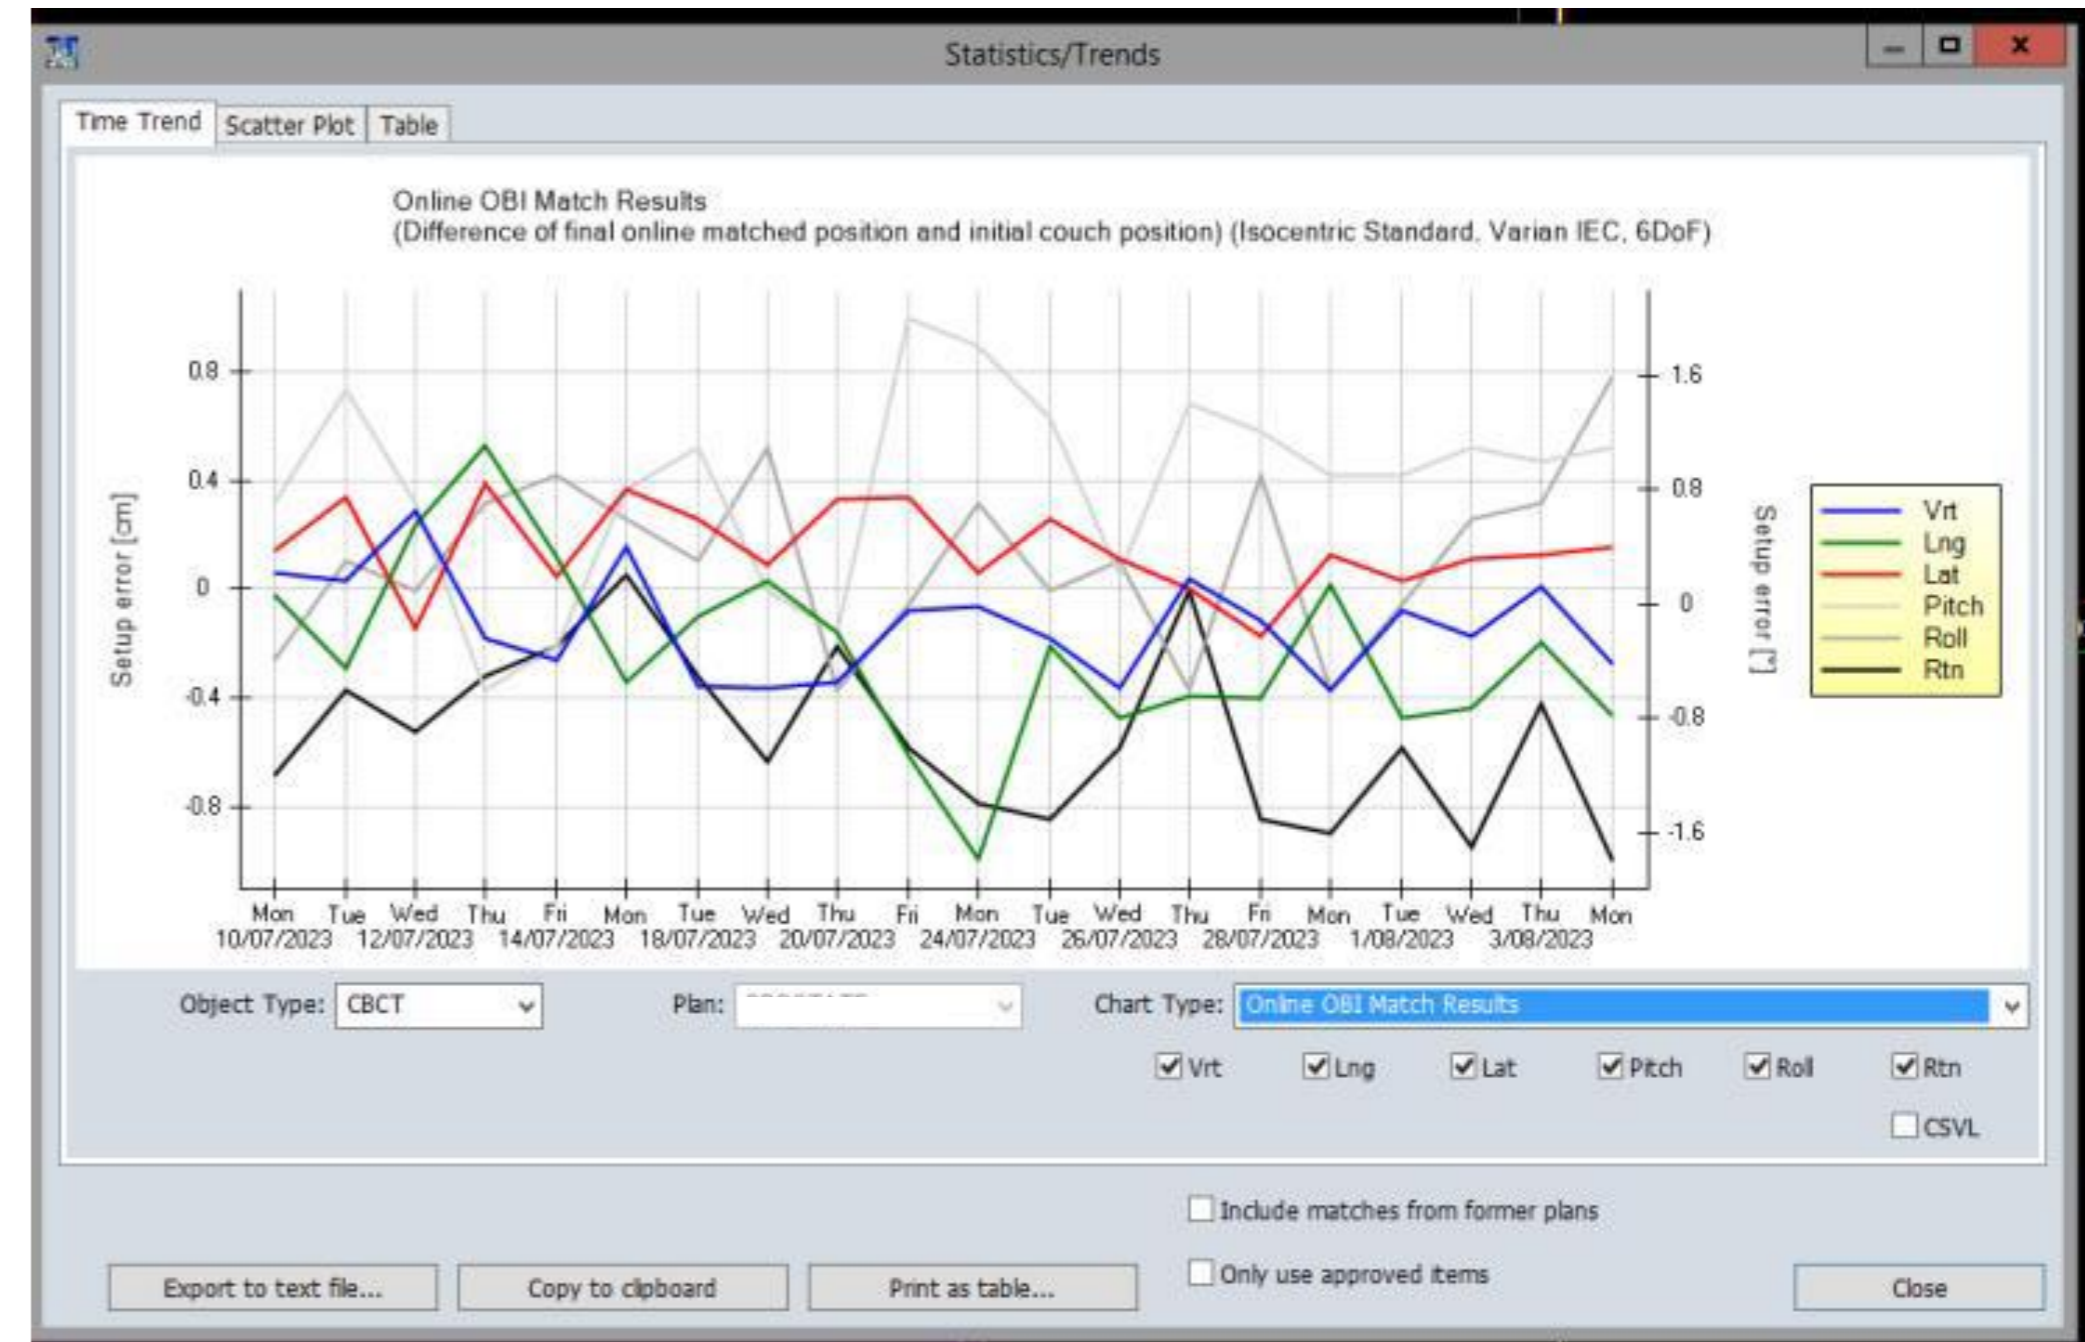 Statistics/Trends
Time Trend Scatter Plot Table
Online OBI Match Results
(Difference of final online matched position and initial couch position) (Isocentric Standard, Varian IEC, 6DoF)
Setup error [cm]
0.8
0.4
0
-0.4
-0.8
1.6
0.8
0
-0.8
-1.6
Setup error [°]
Vrt
Lng
Lat
Pitch
Roll
Rtn
Mon Tue Wed Thu Fri Mon Tue Wed Thu Fri Mon Tue Wed Thu Fri Mon Tue Wed Thu Mon
10/07/2023 12/07/2023 14/07/2023 18/07/2023 20/07/2023 24/07/2023 26/07/2023 28/07/2023 1/08/2023 3/08/2023
Object Type: CBCT Plan: Chart Type: Online OBI Match Results
Vrt Lng Lat Pitch Roll Rtn
CSVL
Include matches from former plans
Only use approved items
Export to text file... Copy to clipboard Print as table... Close